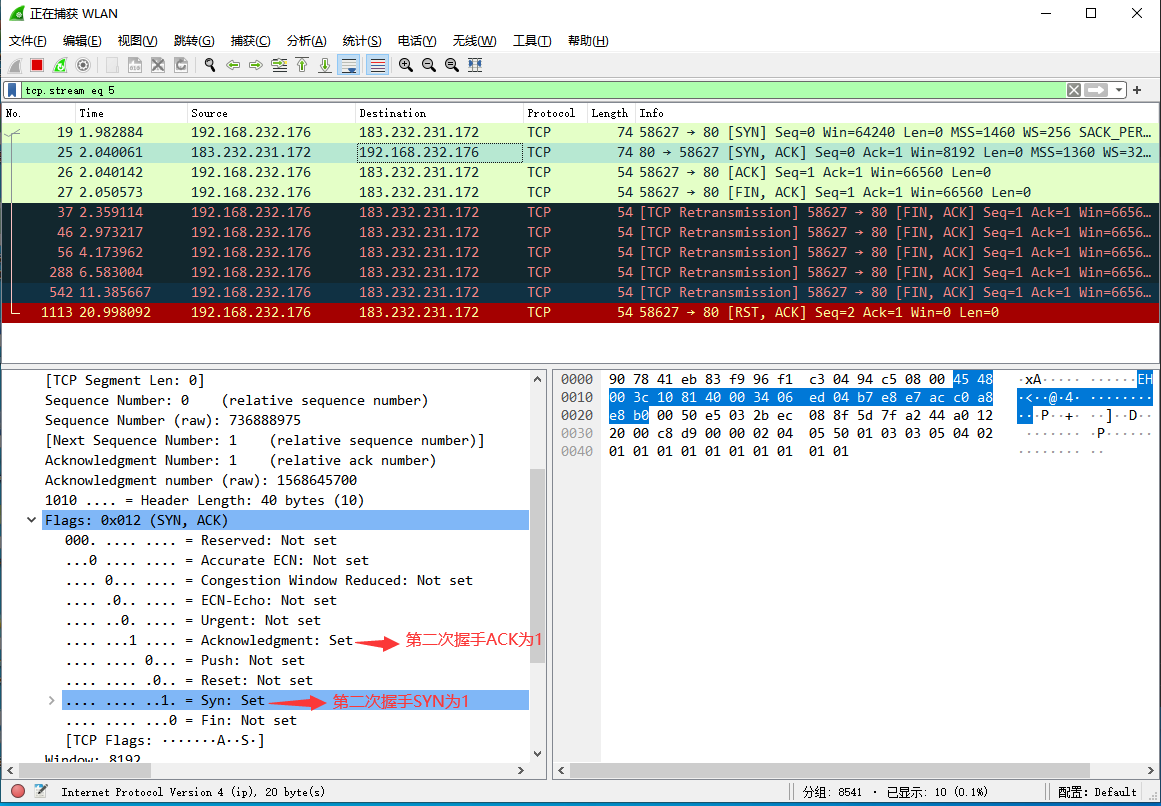 正在捕获 WLAN
文件(F) 编辑(E) 视图(V) 跳转(G) 捕获(C) 分析(A) 统计(S) 电话(Y) 无线(W) 工具(T) 帮助(H)
tcp.stream eq 5
No. Time Source Destination Protocol Length Info
19 1.982884 192.168.232.176 183.232.231.172 TCP 74 58627 → 80 [SYN] Seq=0 Win=64240 Len=0 MSS=1460 WS=256 SACK_PER…
25 2.040061 183.232.231.172 192.168.232.176 TCP 74 80 → 58627 [SYN, ACK] Seq=0 Ack=1 Win=8192 Len=0 MSS=1360 WS=32…
26 2.040142 192.168.232.176 183.232.231.172 TCP 54 58627 → 80 [ACK] Seq=1 Ack=1 Win=66560 Len=0
27 2.050573 192.168.232.176 183.232.231.172 TCP 54 58627 → 80 [FIN, ACK] Seq=1 Ack=1 Win=66560 Len=0
37 2.359114 192.168.232.176 183.232.231.172 TCP 54 [TCP Retransmission] 58627 → 80 [FIN, ACK] Seq=1 Ack=1 Win=6656…
46 2.973217 192.168.232.176 183.232.231.172 TCP 54 [TCP Retransmission] 58627 → 80 [FIN, ACK] Seq=1 Ack=1 Win=6656…
56 4.173962 192.168.232.176 183.232.231.172 TCP 54 [TCP Retransmission] 58627 → 80 [FIN, ACK] Seq=1 Ack=1 Win=6656…
288 6.583004 192.168.232.176 183.232.231.172 TCP 54 [TCP Retransmission] 58627 → 80 [FIN, ACK] Seq=1 Ack=1 Win=6656…
542 11.385667 192.168.232.176 183.232.231.172 TCP 54 [TCP Retransmission] 58627 → 80 [FIN, ACK] Seq=1 Ack=1 Win=6656…
1113 20.998092 192.168.232.176 183.232.231.172 TCP 54 58627 → 80 [RST, ACK] Seq=2 Ack=1 Win=0 Len=0
[TCP Segment Len: 0]
Sequence Number: 0 (relative sequence number)
Sequence Number (raw): 736888975
[Next Sequence Number: 1 (relative sequence number)]
Acknowledgment Number: 1 (relative ack number)
Acknowledgment number (raw): 1568645700
1010 .... = Header Length: 40 bytes (10)
Flags: 0x012 (SYN, ACK)
000. .... .... = Reserved: Not set
...0 .... .... = Accurate ECN: Not set
.... 0... .... = Congestion Window Reduced: Not set
.... .0.. .... = ECN-Echo: Not set
.... ..0. .... = Urgent: Not set
.... ...1 .... = Acknowledgment: Set 第二次握手ACK为1
.... .... 0... = Push: Not set
.... .... .0.. = Reset: Not set
.... .... ..1. = Syn: Set 第二次握手SYN为1
.... .... ...0 = Fin: Not set
[TCP Flags: ·······A··S·]
Window: 8192
0000 90 78 41 eb 83 f9 96 f1 c3 04 94 c5 08 00 45 48 ·xA····· ······EH
0010 00 3c 10 81 40 00 34 06 ed 04 b7 e8 e7 ac c0 a8 ·<··@·4· ········
0020 e8 b0 00 50 e5 03 2b ec 08 8f 5d 7f a2 44 a0 12 ···P··+· ··]··D··
0030 20 00 c8 d9 00 00 02 04 05 50 01 03 03 05 04 02 ······· ·P······
0040 01 01 01 01 01 01 01 01 01 01 ········ ··
Internet Protocol Version 4 (ip), 20 byte(s)
分组: 8541 · 已显示: 10 (0.1%)
配置: Default